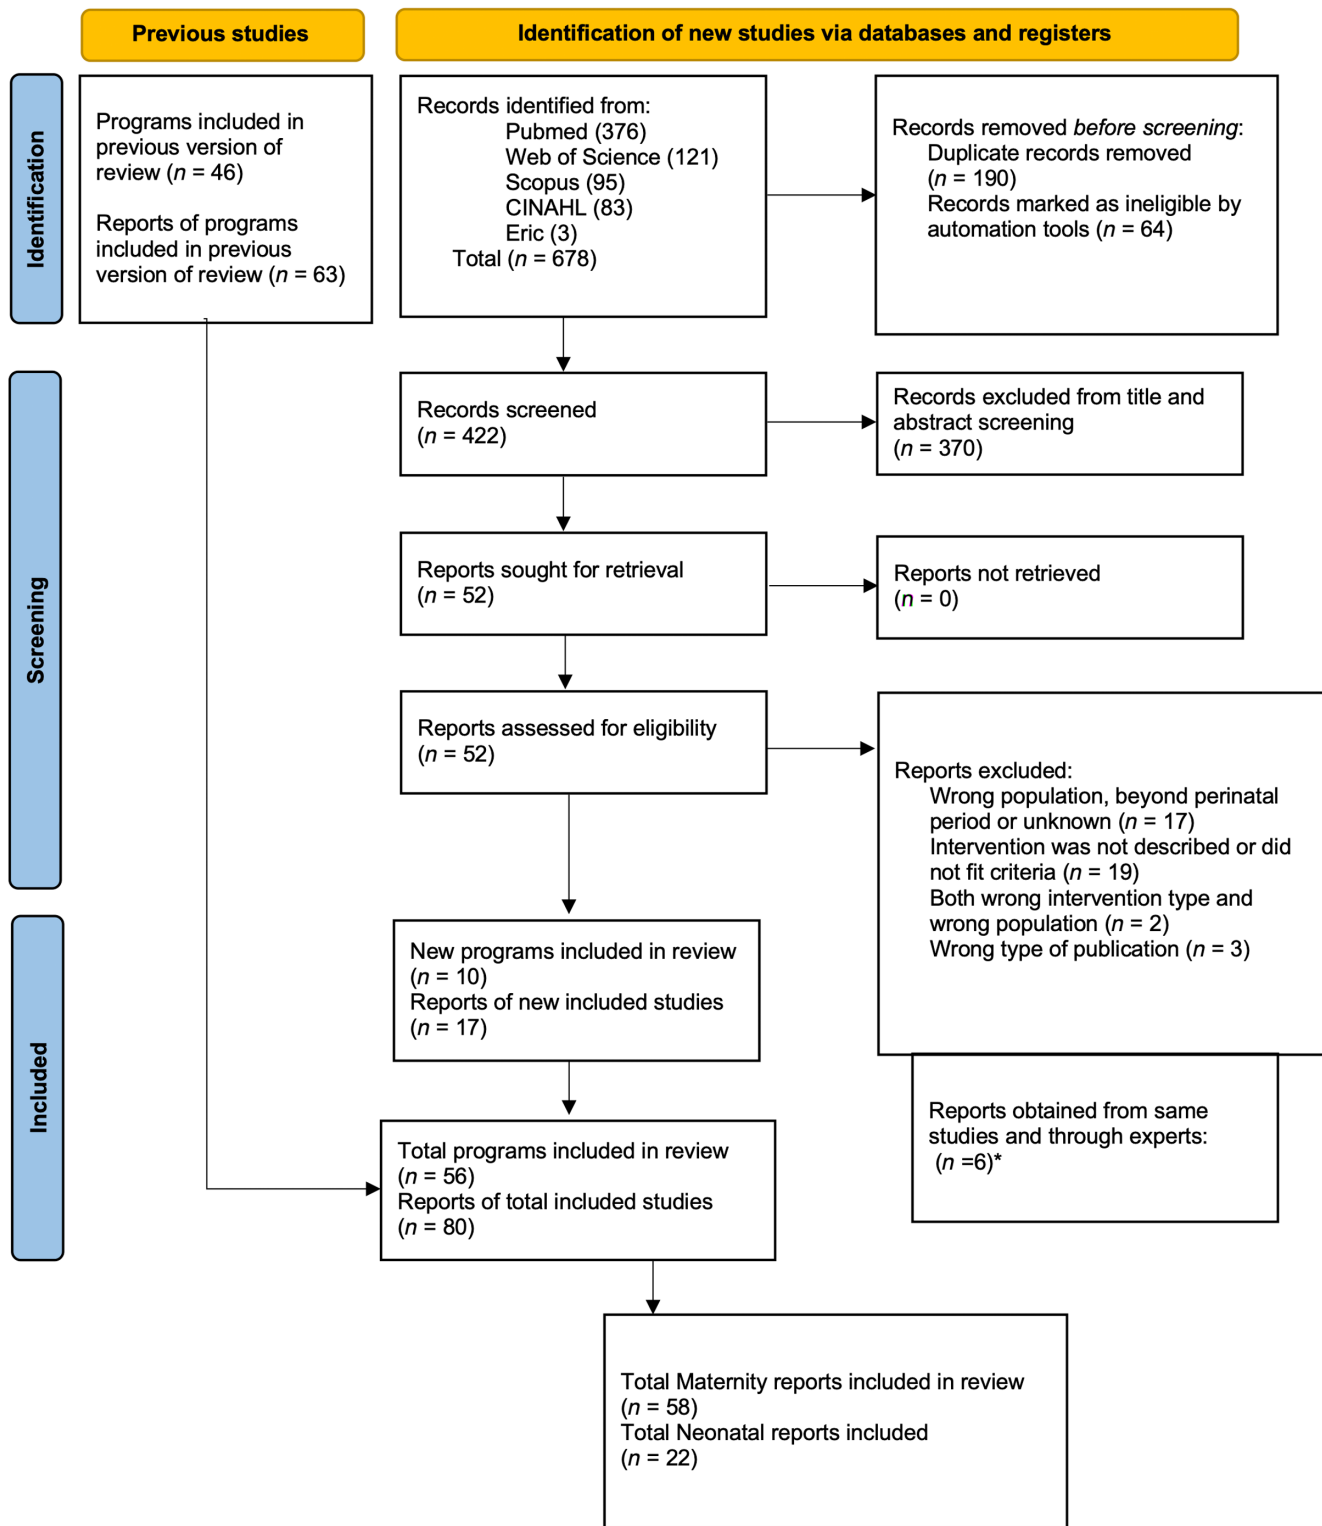 Previous studies
Identification of new studies via databases and registers
Identification
Programs included in
previous version of
review (n = 46)
Reports of programs
included in previous
version of review (n = 63)
Records identified from:
Pubmed (376)
Web of Science (121)
Scopus (95)
CINAHL (83)
Eric (3)
Total (n = 678)
Records removed before screening:
Duplicate records removed
(n = 190)
Records marked as ineligible by
automation tools (n = 64)
Screening
Records screened
(n = 422)
Records excluded from title and
abstract screening
(n = 370)
Reports sought for retrieval
(n = 52)
Reports not retrieved
(n = 0)
Reports assessed for eligibility
(n = 52)
Reports excluded:
Wrong population, beyond perinatal
period or unknown (n = 17)
Intervention was not described or did
not fit criteria (n = 19)
Both wrong intervention type and
wrong population (n = 2)
Wrong type of publication (n = 3)
Included
New programs included in review
(n = 10)
Reports of new included studies
(n = 17)
Reports obtained from same
studies and through experts:
(n =6)*
Total programs included in review
(n = 56)
Reports of total included studies
(n = 80)
Total Maternity reports included in review
(n = 58)
Total Neonatal reports included
(n = 22)